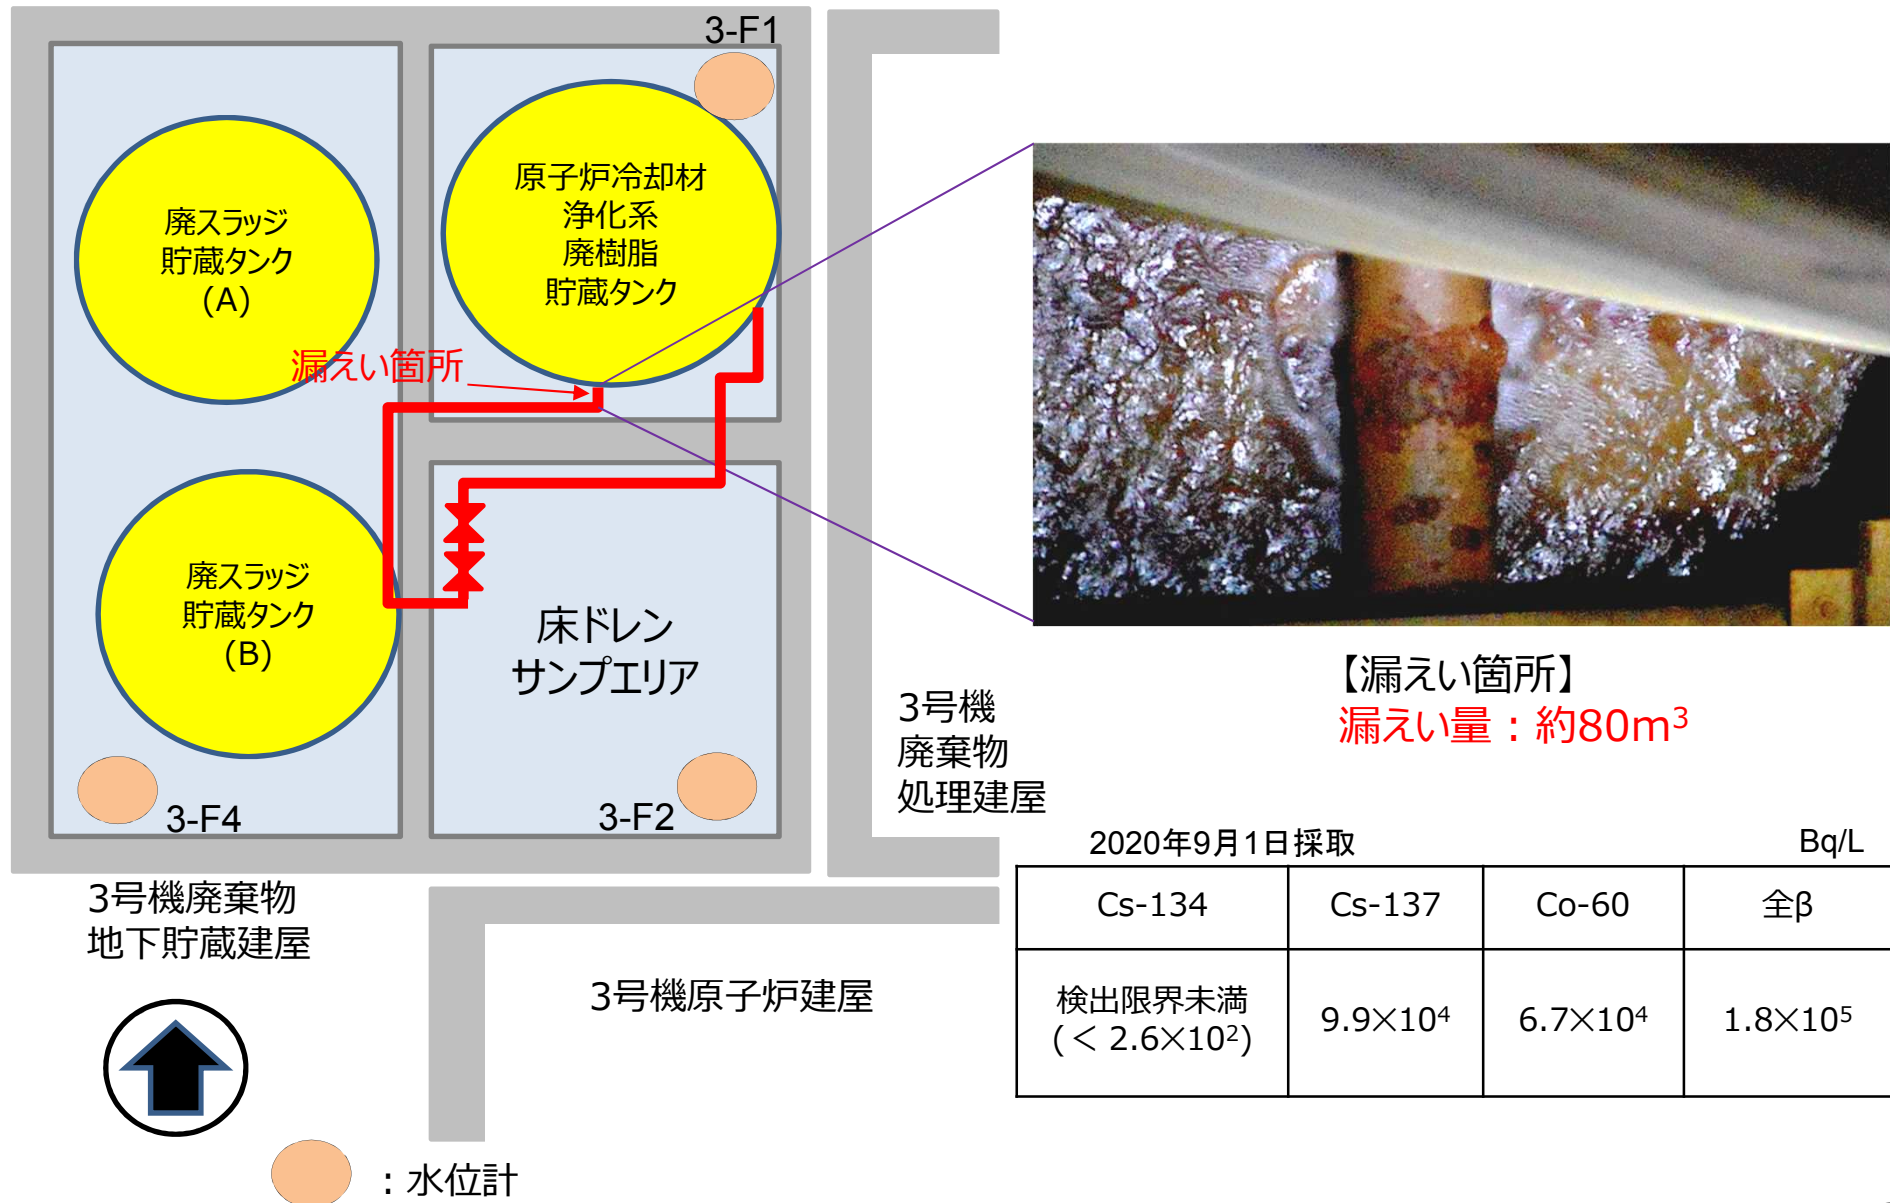 3-F1
原子炉冷却材
浄化系
廃樹脂
貯蔵タンク
廃スラッジ
貯蔵タンク
(A)
漏えい箇所
廃スラッジ
貯蔵タンク
(B)
床ドレン
サンプエリア
3-F4
3-F2
3号機
廃棄物
処理建屋
【漏えい箇所】
漏えい量：約80m³
2020年9月1日採取 Bq/L
Cs-134 Cs-137 Co-60 全β
検出限界未満
(＜2.6×10²) 9.9×10⁴ 6.7×10⁴ 1.8×10⁵
3号機廃棄物
地下貯蔵建屋
3号機原子炉建屋
：水位計